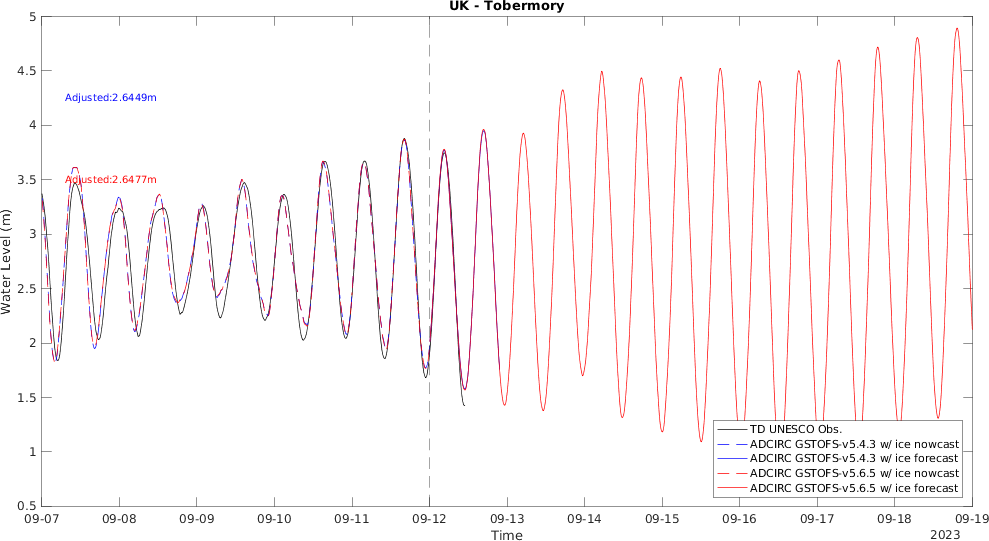 UK - Tobermory
5
4.5
4
3.5
3
2.5
2
1.5
1
0.5
Water Level (m)
Adjusted:2.6449m
Adjusted:2.6477m
TD UNESCO Obs.
ADCIRC GSTOFS-v5.4.3 w/ ice nowcast
ADCIRC GSTOFS-v5.4.3 w/ ice forecast
ADCIRC GSTOFS-v5.6.5 w/ ice nowcast
ADCIRC GSTOFS-v5.6.5 w/ ice forecast
09-07 09-08 09-09 09-10 09-11 09-12 09-13 09-14 09-15 09-16 09-17 09-18 09-19
Time
2023